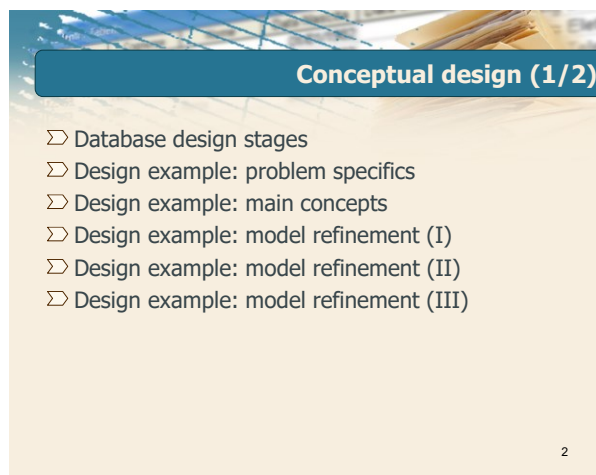 Conceptual design (1/2)
Database design stages
Design example: problem specifics
Design example: main concepts
Design example: model refinement (I)
Design example: model refinement (II)
Design example: model refinement (III)
2